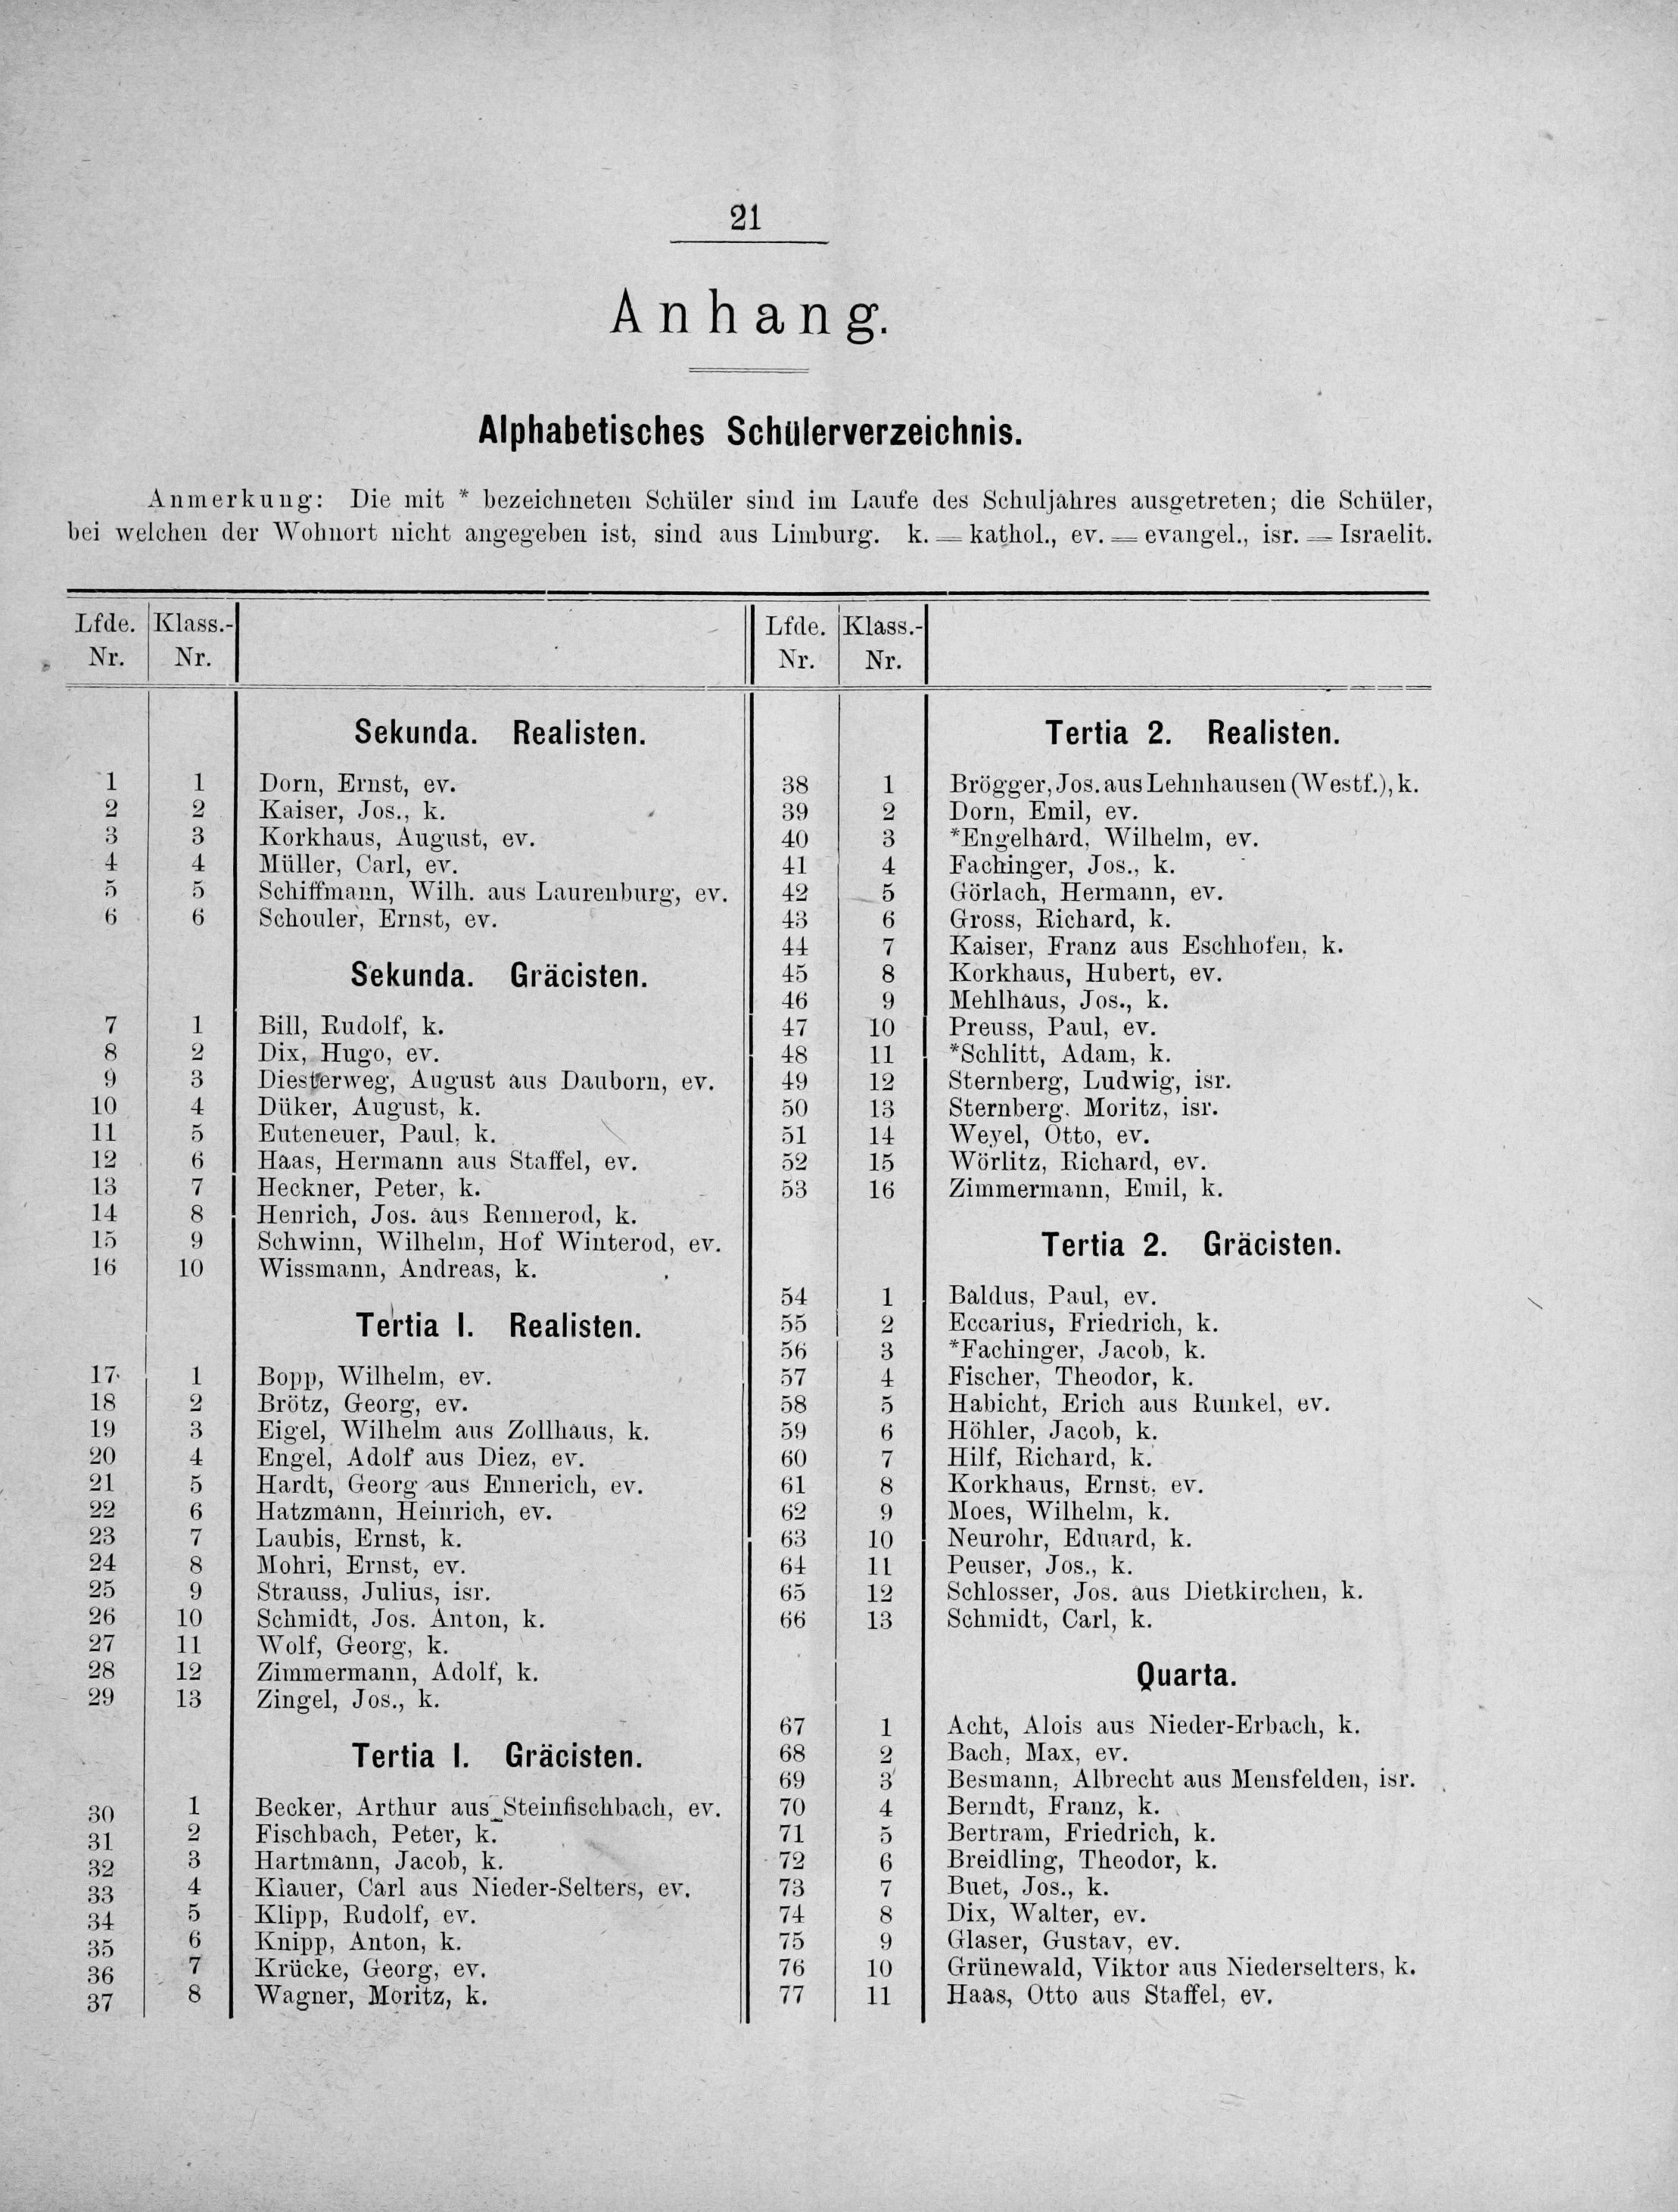 21
Anhang.
Alphabetisches Schülerverzeichnis.
Anmerkung: Die mit * bezeichneten Schüler sind im Laufe des Schuljahres ausgetreten; die Schüler,
bei welchen der Wohnort nicht angegeben ist, sind aus Limburg. k. = kathol., ev. = evangel., isr. = Israelit.
Lfde. Nr. Klass.-Nr.
Sekunda. Realisten.
1 1 Dorn, Ernst, ev.
2 2 Kaiser, Jos., k.
3 3 Korkhaus, August, ev.
4 4 Müller, Carl, ev.
5 5 Schiffmann, Wilh. aus Laurenburg, ev.
6 6 Schouler, Ernst, ev.
Sekunda. Gräcisten.
7 1 Bill, Rudolf, k.
8 2 Dix, Hugo, ev.
9 3 Diesterweg, August aus Dauborn, ev.
10 4 Düker, August, k.
11 5 Euteneuer, Paul, k.
12 6 Haas, Hermann aus Staffel, ev.
13 7 Heckner, Peter, k.
14 8 Henrich, Jos. aus Rennerod, k.
15 9 Schwinn, Wilhelm, Hof Winterod, ev.
16 10 Wissmann, Andreas, k.
Tertia I. Realisten.
17 1 Bopp, Wilhelm, ev.
18 2 Brötz, Georg, ev.
19 3 Eigel, Wilhelm aus Zollhaus, k.
20 4 Engel, Adolf aus Diez, ev.
21 5 Hardt, Georg aus Ennerich, ev.
22 6 Hatzmann, Heinrich, ev.
23 7 Laubis, Ernst, k.
24 8 Mohri, Ernst, ev.
25 9 Strauss, Julius, isr.
26 10 Schmidt, Jos. Anton, k.
27 11 Wolf, Georg, k.
28 12 Zimmermann, Adolf, k.
29 13 Zingel, Jos., k.
Tertia I. Gräcisten.
30 1 Becker, Arthur aus Steinfischbach, ev.
31 2 Fischbach, Peter, k.
32 3 Hartmann, Jacob, k.
33 4 Klauer, Carl aus Nieder-Selters, ev.
34 5 Klipp, Rudolf, ev.
35 6 Knipp, Anton, k.
36 7 Krücke, Georg, ev.
37 8 Wagner, Moritz, k.
Lfde. Nr. Klass.-Nr.
Tertia 2. Realisten.
38 1 Brögger, Jos. aus Lehnhausen (Westf.), k.
39 2 Dorn, Emil, ev.
40 3 *Engelhard, Wilhelm, ev.
41 4 Fachinger, Jos., k.
42 5 Görlach, Hermann, ev.
43 6 Gross, Richard, k.
44 7 Kaiser, Franz aus Eschhofen, k.
45 8 Korkhaus, Hubert, ev.
46 9 Mehlhaus, Jos., k.
47 10 Preuss, Paul, ev.
48 11 *Schlitt, Adam, k.
49 12 Sternberg, Ludwig, isr.
50 13 Sternberg. Moritz, isr.
51 14 Weyel, Otto, ev.
52 15 Wörlitz, Richard, ev.
53 16 Zimmermann, Emil, k.
Tertia 2. Gräcisten.
54 1 Baldus, Paul, ev.
55 2 Eccarius, Friedrich, k.
56 3 *Fachinger, Jacob, k.
57 4 Fischer, Theodor, k.
58 5 Habicht, Erich aus Runkel, ev.
59 6 Höhler, Jacob, k.
60 7 Hilf, Richard, k.
61 8 Korkhaus, Ernst, ev.
62 9 Moes, Wilhelm, k.
63 10 Neurohr, Eduard, k.
64 11 Peuser, Jos., k.
65 12 Schlosser, Jos. aus Dietkirchen, k.
66 13 Schmidt, Carl, k.
Quarta.
67 1 Acht, Alois aus Nieder-Erbach, k.
68 2 Bach, Max, ev.
69 3 Besmann, Albrecht aus Mensfelden, isr.
70 4 Berndt, Franz, k.
71 5 Bertram, Friedrich, k.
72 6 Breidling, Theodor, k.
73 7 Buet, Jos., k.
74 8 Dix, Walter, ev.
75 9 Glaser, Gustav, ev.
76 10 Grünewald, Viktor aus Niederselters, k.
77 11 Haas, Otto aus Staffel, ev.